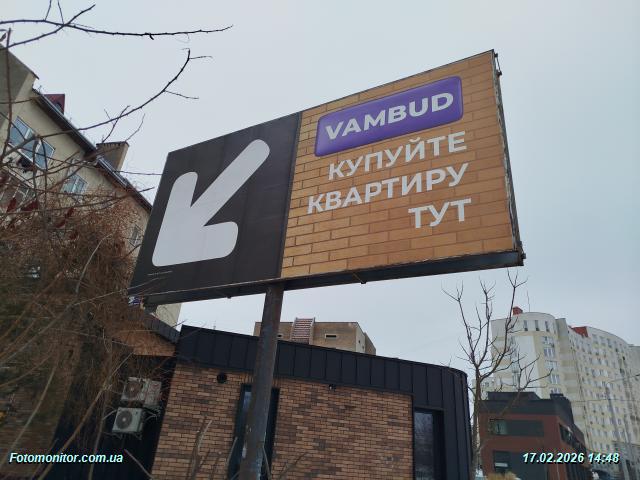 VAMBUD
КУПУЙТЕ
КВАРТИРУ
ТУТ
Fotomonitor.com.ua
17.02.2026 14:48